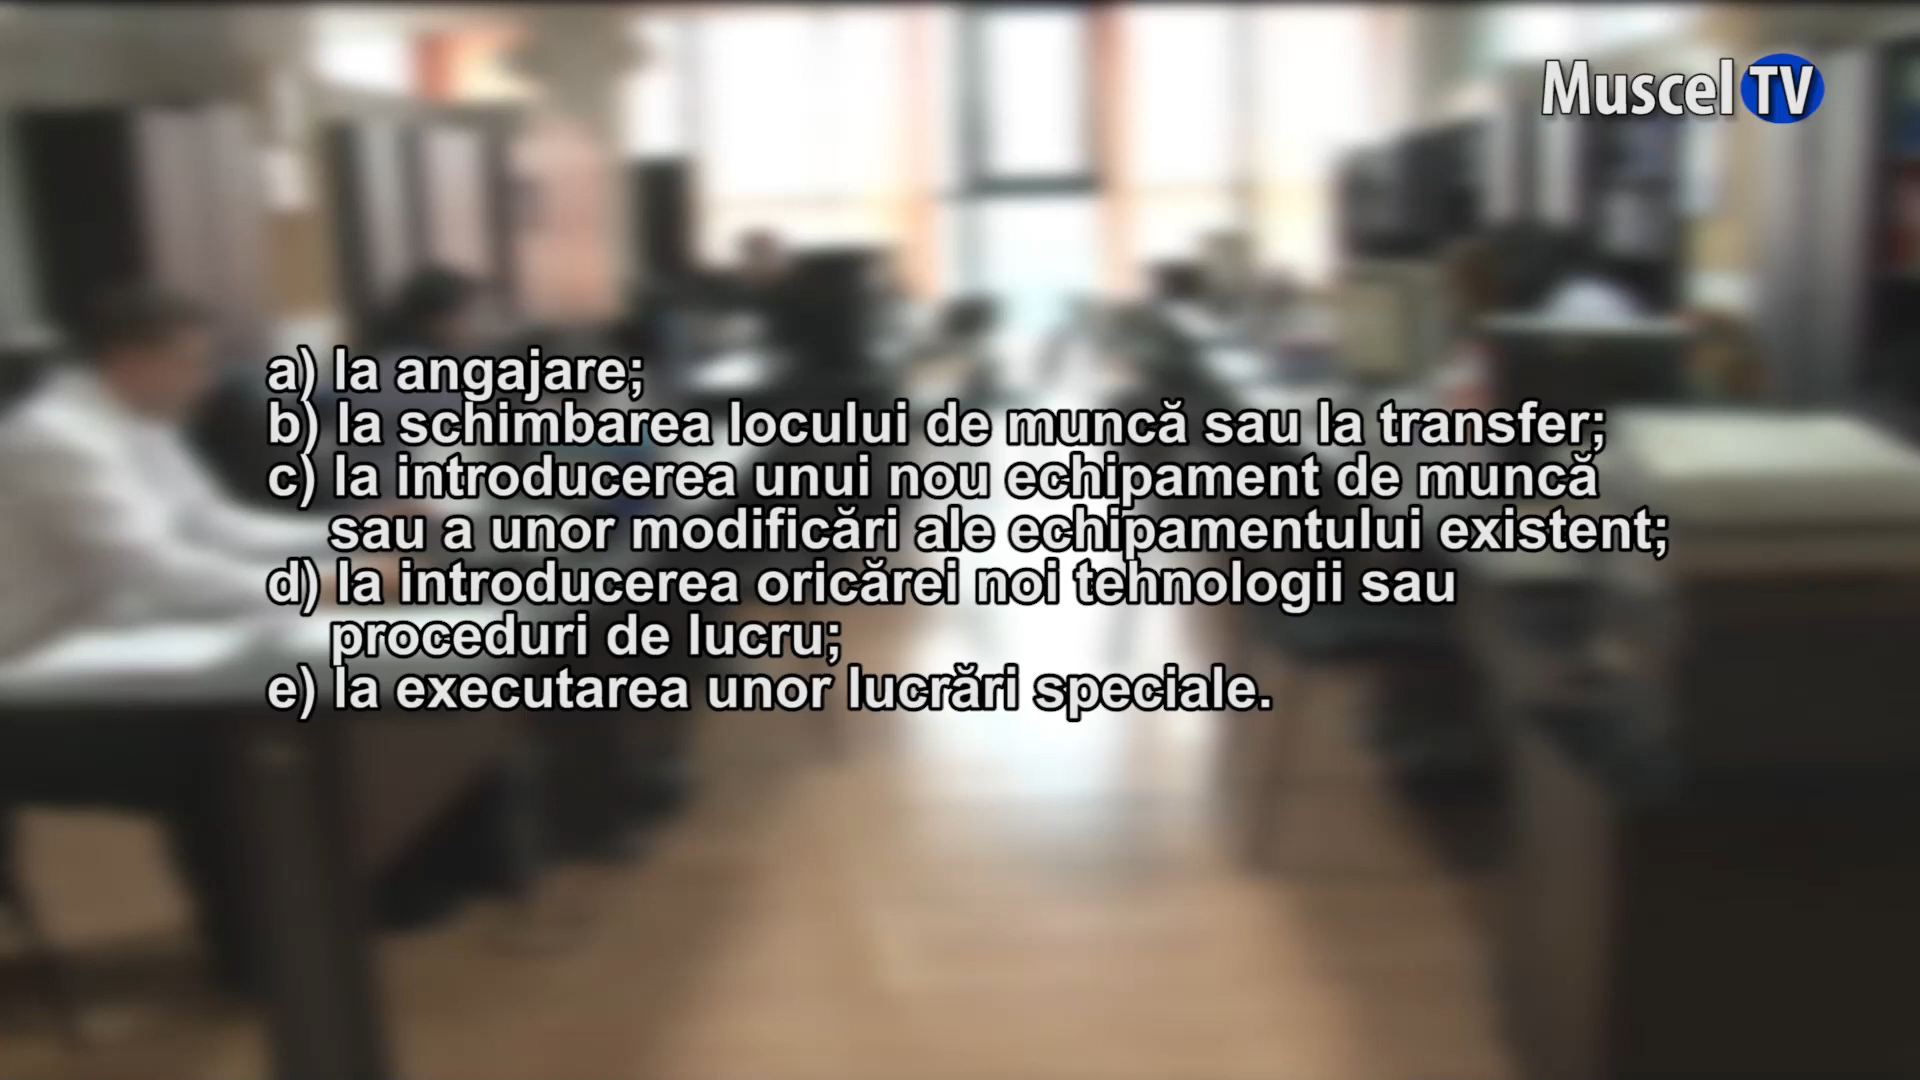 Muscel TV
a) la angajare;
b) la schimbarea locului de muncă sau la transfer;
c) la introducerea unui nou echipament de muncă
sau a unor modificări ale echipamentului existent;
d) la introducerea oricărei noi tehnologii sau
proceduri de lucru;
e) la executarea unor lucrări speciale.